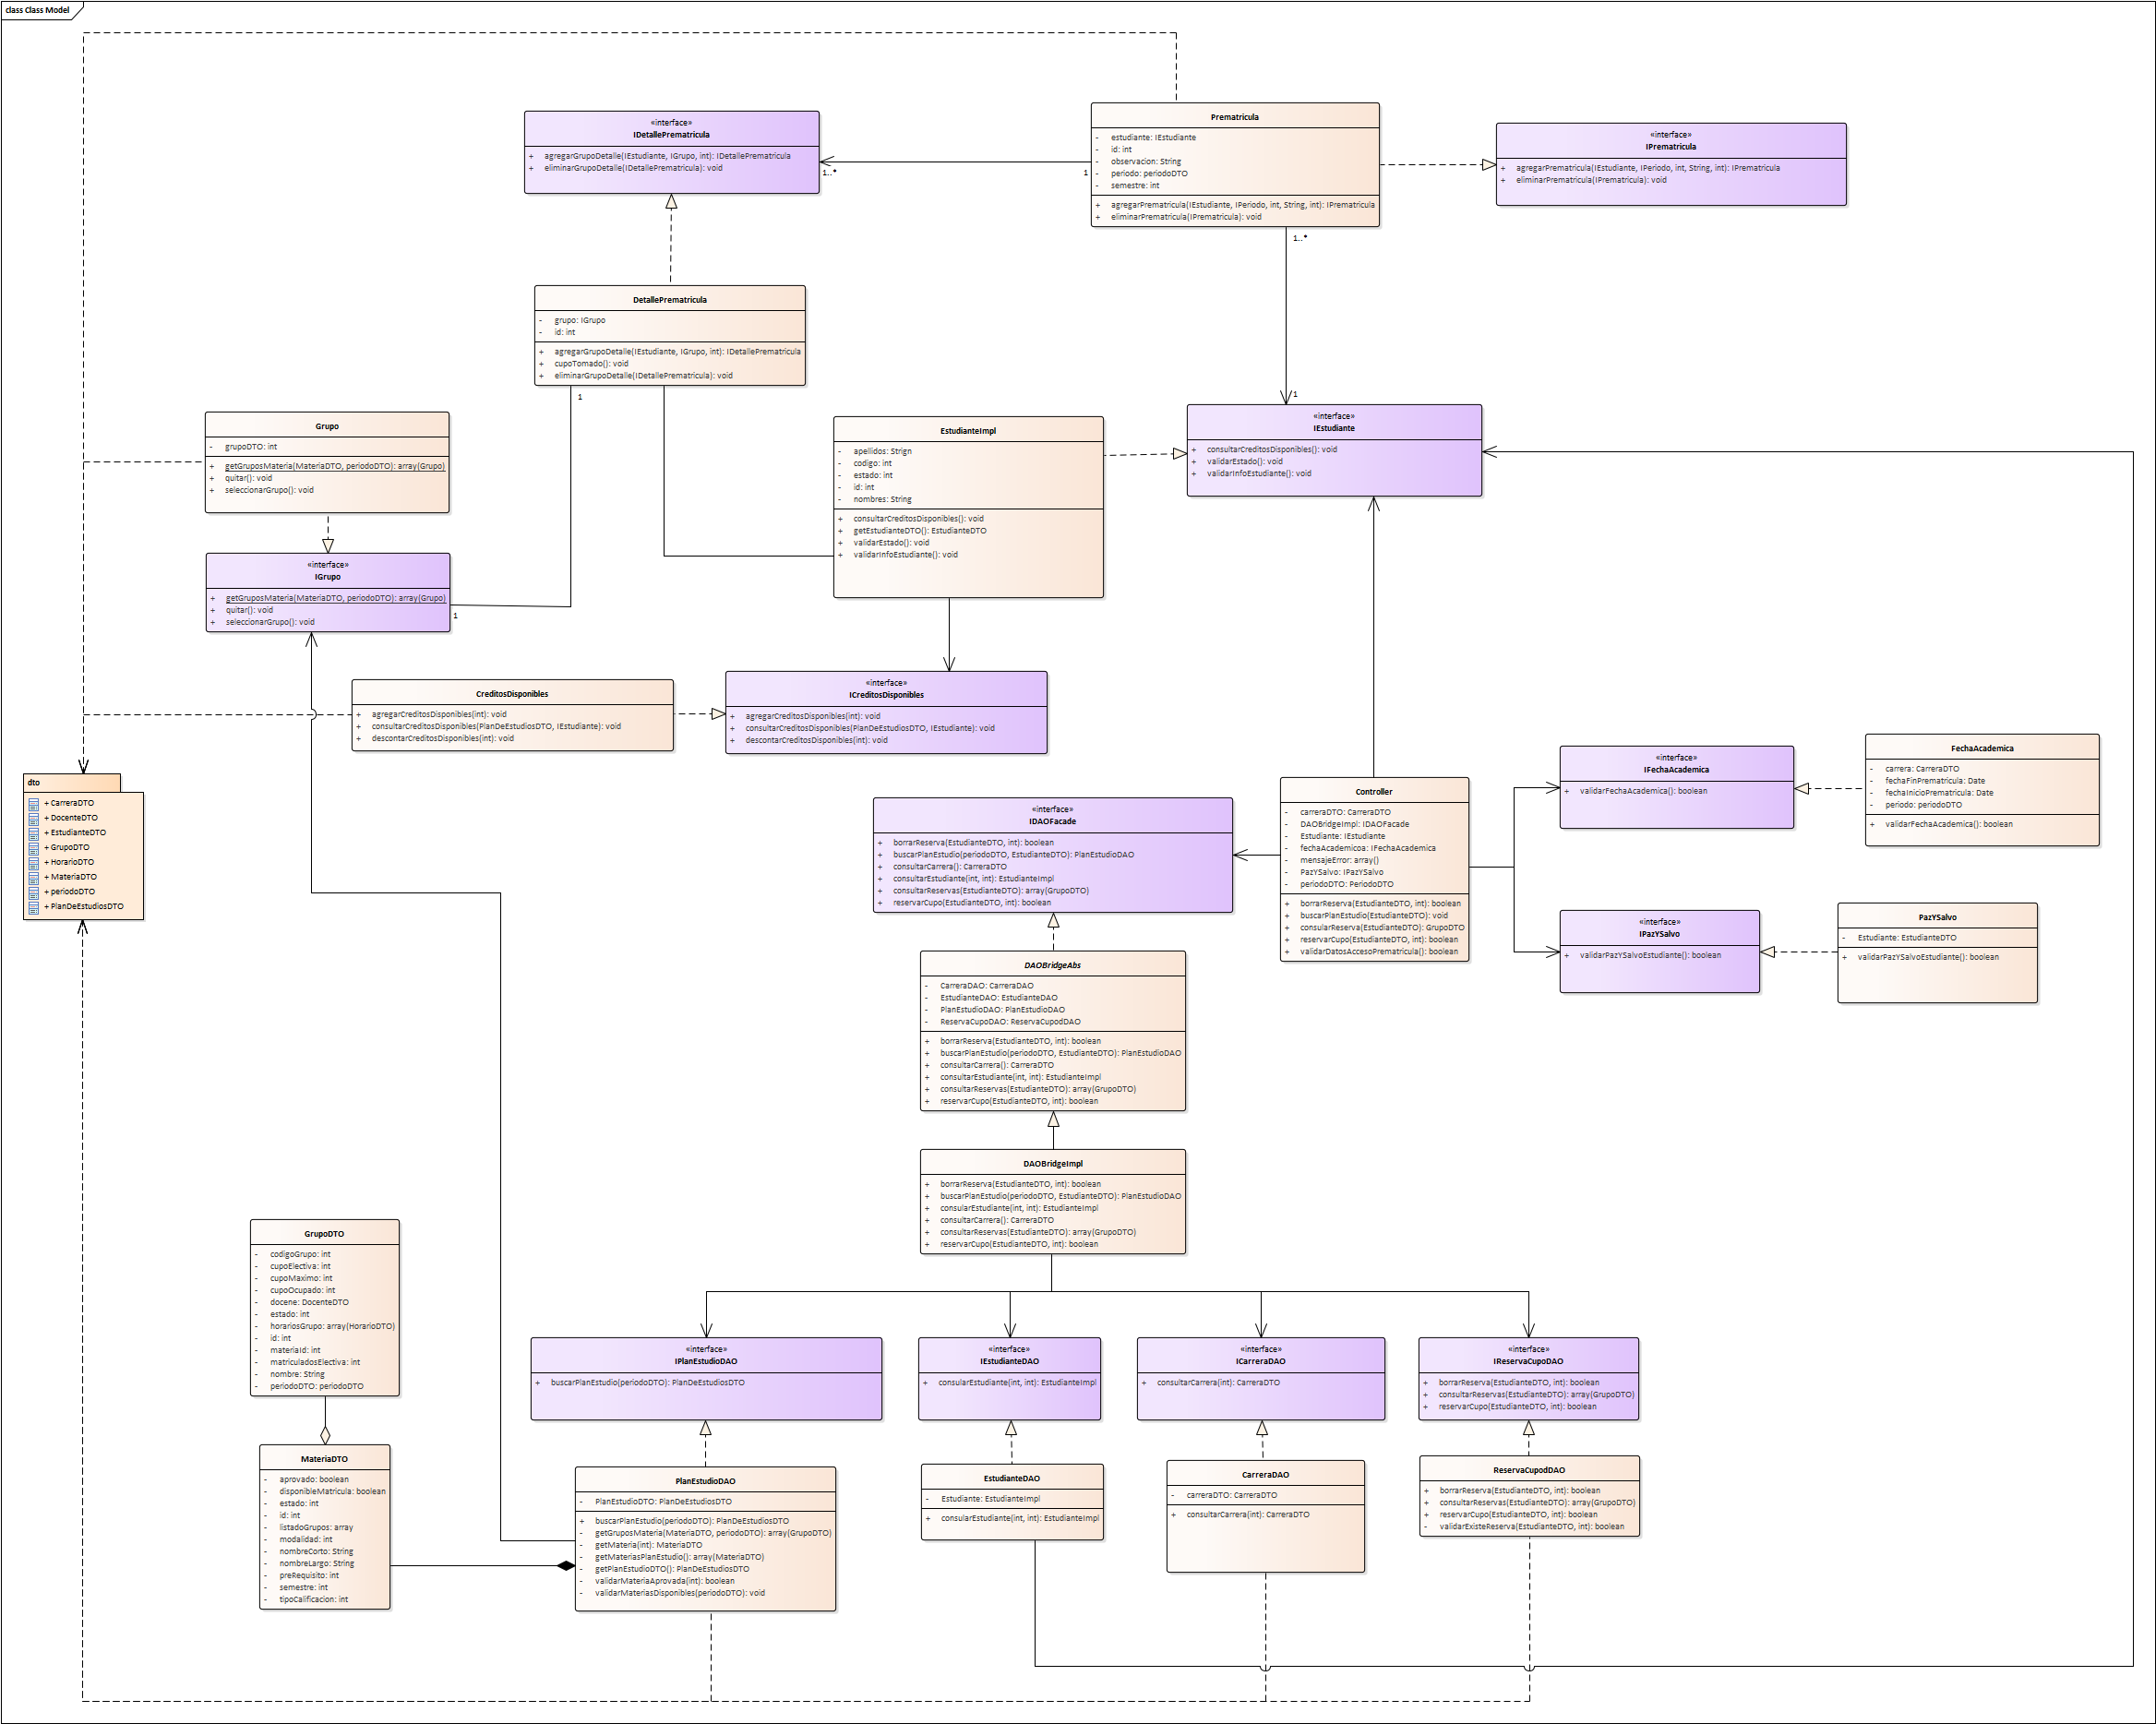 class Class Model
«interface»
IDetallePrematricula
+ agregarGrupoDetalle(IEstudiante, IGrupo, int): IDetallePrematricula
+ eliminarGrupoDetalle(IDetallePrematricula): void
1..*
1
Prematricula
- estudiante: IEstudiante
- id: int
- observacion: String
- periodo: periodoDTO
- semestre: int
+ agregarPrematricula(IEstudiante, IPeriodo, int, String, int): IPrematricula
+ eliminarPrematricula(IPrematricula): void
1..*
«interface»
IPrematricula
+ agregarPrematricula(IEstudiante, IPeriodo, int, String, int): IPrematricula
+ eliminarPrematricula(IPrematricula): void
DetallePrematricula
- grupo: IGrupo
- id: int
+ agregarGrupoDetalle(IEstudiante, IGrupo, int): IDetallePrematricula
+ cupoTomado(): void
+ eliminarGrupoDetalle(IDetallePrematricula): void
1
1
Grupo
- grupoDTO: int
+ getGruposMateria(MateriaDTO, periodoDTO): array(Grupo)
+ quitar(): void
+ seleccionarGrupo(): void
EstudianteImpl
- apellidos: Strign
- codigo: int
- estado: int
- id: int
- nombres: String
+ consultarCreditosDisponibles(): void
+ getEstudianteDTO(): EstudianteDTO
+ validarEstado(): void
+ validarInfoEstudiante(): void
«interface»
IEstudiante
+ consultarCreditosDisponibles(): void
+ validarEstado(): void
+ validarInfoEstudiante(): void
«interface»
IGrupo
+ getGruposMateria(MateriaDTO, periodoDTO): array(Grupo)
+ quitar(): void
+ seleccionarGrupo(): void
1
CreditosDisponibles
+ agregarCreditosDisponibles(int): void
+ consultarCreditosDisponibles(PlanDeEstudiosDTO, IEstudiante): void
+ descontarCreditosDisponibles(int): void
«interface»
ICreditosDisponibles
+ agregarCreditosDisponibles(int): void
+ consultarCreditosDisponibles(PlanDeEstudiosDTO, IEstudiante): void
+ descontarCreditosDisponibles(int): void
dto
+ CarreraDTO
+ DocenteDTO
+ EstudianteDTO
+ GrupoDTO
+ HorarioDTO
+ MateriaDTO
+ periodoDTO
+ PlanDeEstudiosDTO
«interface»
IDAOFacade
+ borrarReserva(EstudianteDTO, int): boolean
+ buscarPlanEstudio(periodoDTO, EstudianteDTO): PlanEstudioDAO
+ consultarCarrera(): CarreraDTO
+ consultarEstudiante(int, int): EstudianteImpl
+ consultarReservas(EstudianteDTO): array(GrupoDTO)
+ reservarCupo(EstudianteDTO, int): boolean
Controller
- carreraDTO: CarreraDTO
- DAOBridgeImpl: IDAOFacade
- Estudiante: IEstudiante
- fechaAcademicoa: IFechaAcademica
- mensajeError: array()
- PazYSalvo: IPazYSalvo
- periodoDTO: PeriodoDTO
+ borrarReserva(EstudianteDTO, int): boolean
+ buscarPlanEstudio(EstudianteDTO): void
+ consularReserva(EstudianteDTO): GrupoDTO
+ reservarCupo(EstudianteDTO, int): boolean
+ validarDatosAccesoPrematricula(): boolean
«interface»
IFechaAcademica
+ validarFechaAcademica(): boolean
FechaAcademica
- carrera: CarreraDTO
- fechaFinPrematricula: Date
- fechaInicioPrematricula: Date
- periodo: periodoDTO
+ validarFechaAcademica(): boolean
«interface»
IPazYSalvo
+ validarPazYSalvoEstudiante(): boolean
PazYSalvo
- Estudiante: EstudianteDTO
+ validarPazYSalvoEstudiante(): boolean
DAOBridgeAbs
- CarreraDAO: CarreraDAO
- EstudianteDAO: EstudianteDAO
- PlanEstudioDAO: PlanEstudioDAO
- ReservaCupoDAO: ReservaCupodDAO
+ borrarReserva(EstudianteDTO, int): boolean
+ buscarPlanEstudio(periodoDTO, EstudianteDTO): PlanEstudioDAO
+ consultarCarrera(): CarreraDTO
+ consultarEstudiante(int, int): EstudianteImpl
+ consultarReservas(EstudianteDTO): array(GrupoDTO)
+ reservarCupo(EstudianteDTO, int): boolean
DAOBridgeImpl
+ borrarReserva(EstudianteDTO, int): boolean
+ buscarPlanEstudio(periodoDTO, EstudianteDTO): PlanEstudioDAO
+ consularEstudiante(int, int): EstudianteImpl
+ consultarCarrera(): CarreraDTO
+ consultarReservas(EstudianteDTO): array(GrupoDTO)
+ reservarCupo(EstudianteDTO, int): boolean
GrupoDTO
- codigoGrupo: int
- cupoElectiva: int
- cupoMaximo: int
- cupoOcupado: int
- docene: DocenteDTO
- estado: int
- horariosGrupo: array(HorarioDTO)
- id: int
- materiaId: int
- matriculadosElectiva: int
- nombre: String
- periodoDTO: periodoDTO
«interface»
IPlanEstudioDAO
+ buscarPlanEstudio(periodoDTO): PlanDeEstudiosDTO
«interface»
IEstudianteDAO
+ consularEstudiante(int, int): EstudianteImpl
«interface»
ICarreraDAO
+ consultarCarrera(int): CarreraDTO
«interface»
IReservaCupoDAO
+ borrarReserva(EstudianteDTO, int): boolean
+ consultarReservas(EstudianteDTO): array(GrupoDTO)
+ reservarCupo(EstudianteDTO, int): boolean
MateriaDTO
- aprovado: boolean
- disponibleMatricula: boolean
- estado: int
- id: int
- listadoGrupos: array
- modalidad: int
- nombreCorto: String
- nombreLargo: String
- preRequisito: int
- semestre: int
- tipoCalificacion: int
PlanEstudioDAO
- PlanEstudioDTO: PlanDeEstudiosDTO
+ buscarPlanEstudio(periodoDTO): PlanDeEstudiosDTO
- getGruposMateria(MateriaDTO, periodoDTO): array(GrupoDTO)
- getMateria(int): MateriaDTO
- getMateriasPlanEstudio(): array(MateriaDTO)
- getPlanEstudioDTO(): PlanDeEstudiosDTO
- validarMateriaAprovada(int): boolean
- validarMateriasDisponibles(periodoDTO): void
EstudianteDAO
- Estudiante: EstudianteImpl
+ consularEstudiante(int, int): EstudianteImpl
CarreraDAO
- carreraDTO: CarreraDTO
+ consultarCarrera(int): CarreraDTO
ReservaCupodDAO
+ borrarReserva(EstudianteDTO, int): boolean
+ consultarReservas(EstudianteDTO): array(GrupoDTO)
+ reservarCupo(EstudianteDTO, int): boolean
- validarExisteReserva(EstudianteDTO, int): boolean